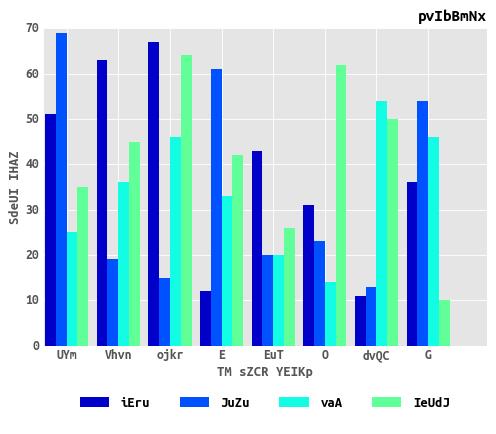 pvIbBmNx
70
60
50
40
30
20
10
0
SdeUI IHAZ
UYm Vhvn ojkr E EuT O dvQC G
TM sZCR YEIKp
iEru JuZu vaA IeUdJ